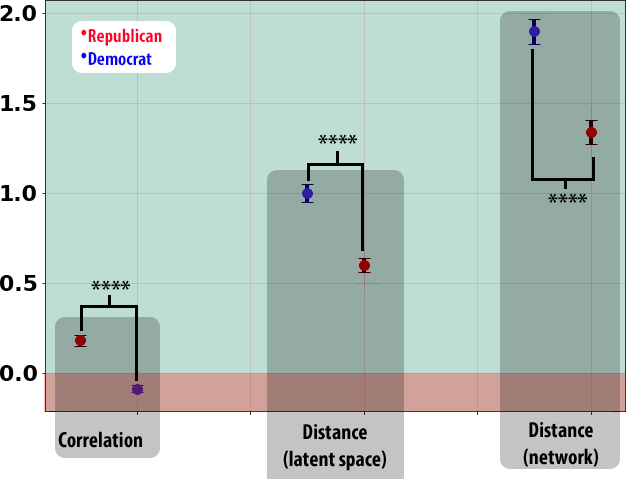 2.0
Republican
Democrat
1.5
****
****
1.0
0.5
****
0.0
Correlation
Distance
(latent space)
Distance
(network)